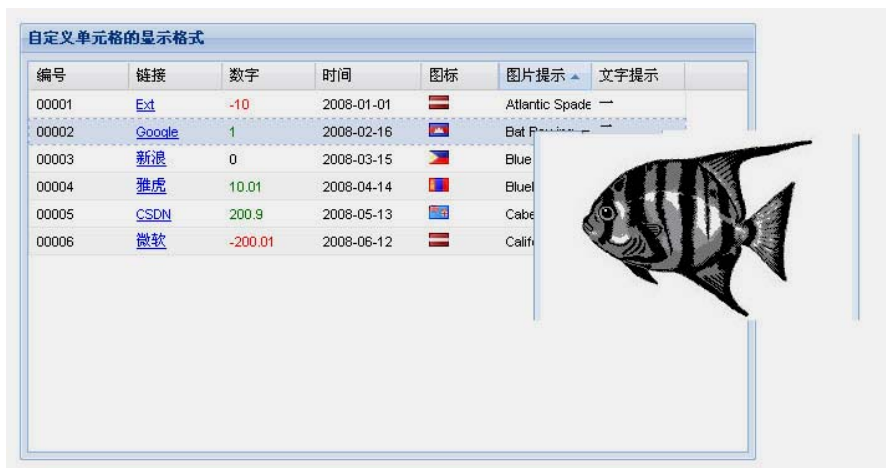 自定义单元格的显示格式
编号 链接 数字 时间 图标 图片提示 文字提示
00001 Ext -10 2008-01-01 Atlantic Spade 一
00002 Google 1 2008-02-16 Bat
00003 新浪 0 2008-03-15 Blue
00004 雅虎 10.01 2008-04-14
00005 CSDN 200.9 2008-05-13
00006 微软 -200.01 2008-06-12